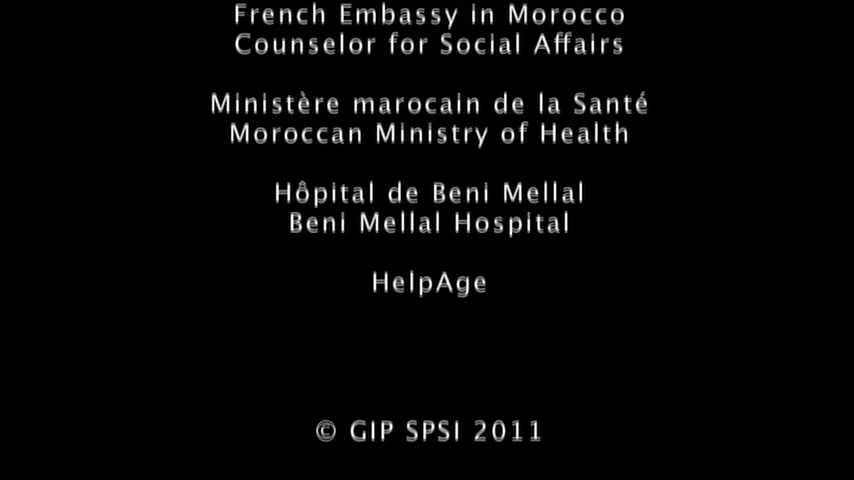 French Embassy in Morocco
Counselor for Social Affairs
Ministère marocain de la Santé
Moroccan Ministry of Health
Hôpital de Beni Mellal
Beni Mellal Hospital
HelpAge
© GIP SPSI 2011